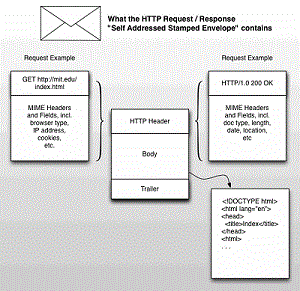 What the HTTP Request / Response
"Self Addressed Stamped Envelope" contains
Request Example
Request Example
GET http://mit.edu/
index.html
MIME Headers
and Fields, incl.
browser type,
IP address,
cookies,
etc.
HTTP Header
Body
Trailer
HTTP/1.0 200 OK
MIME Headers
and Fields, incl.
doc type, length,
date, location,
etc
<!DOCTYPE html>
<html lang="en">
<head>
<title>Index</title>
</head>
<html>
. . .